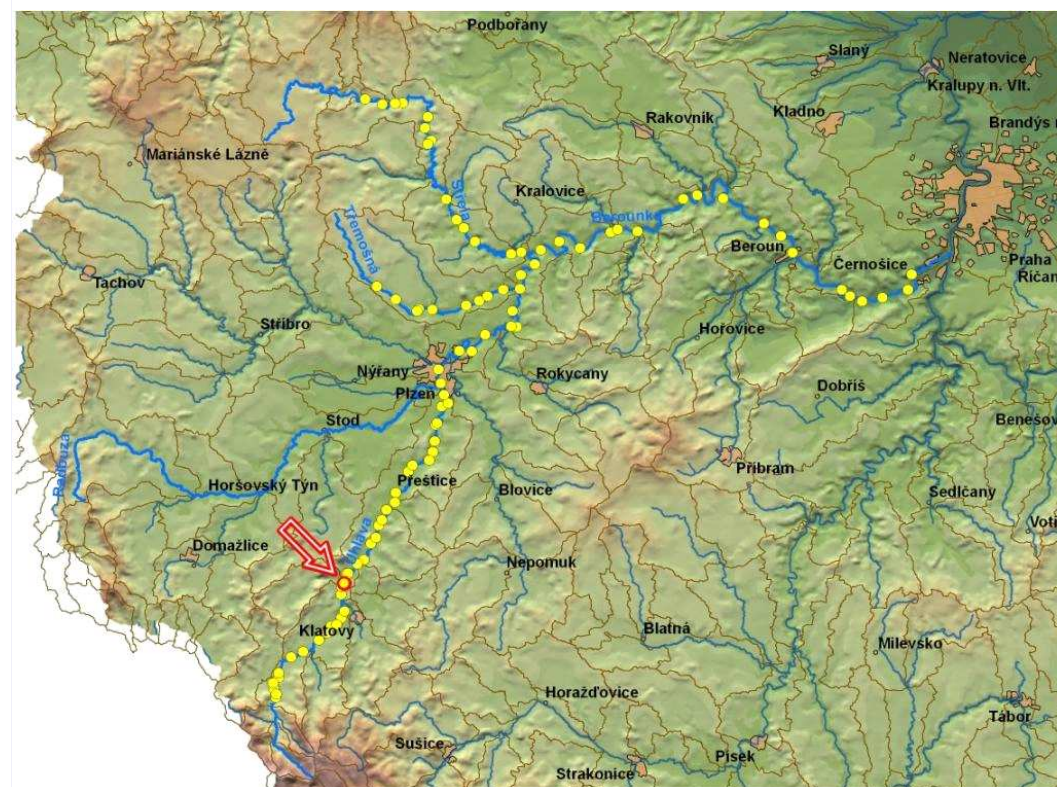 Podbořany
Slaný
Neratovice
Kralupy n. Vlt.
Rakovník
Kladno
Brandýs n
Mariánské Lázně
Střela
Kralovice
Berounka
Třemošná
Beroun
Černošice
Praha
Říčan
Tachov
Stříbro
Hořovice
Nýřany
Rokycany
Plzeň
Dobříš
Stod
Benešov
Radbuza
Příbram
Horšovský Týn
Přeštice
Blovice
Sedlčany
Voti
Úhlava
Domažlice
Nepomuk
Klatovy
Blatná
Milevsko
Horažďovice
Tábor
Sušice
Písek
Strakonice